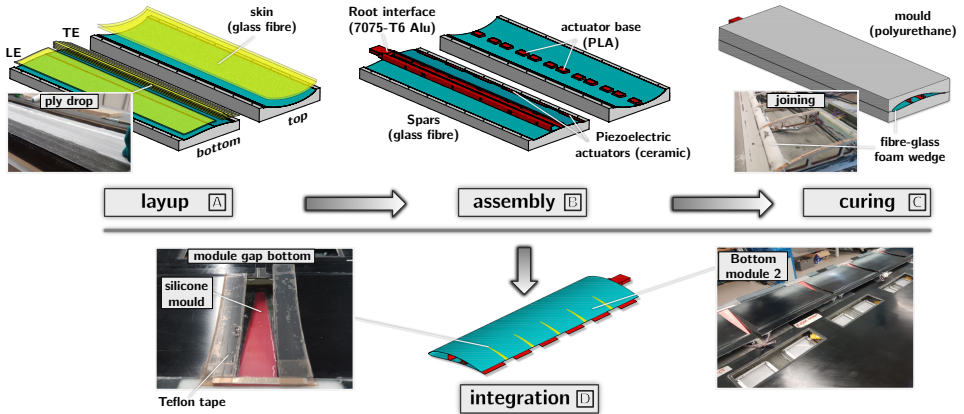 skin
(glass fibre)
LE
TE
ply drop
bottom
top
Root interface
(7075-T6 Alu)
actuator base
(PLA)
Spars
(glass fibre)
Piezoelectric
actuators (ceramic)
mould
(polyurethane)
joining
fibre-glass
foam wedge
layup A
assembly B
curing C
module gap bottom
silicone
mould
Teflon tape
Bottom
module 2
integration D